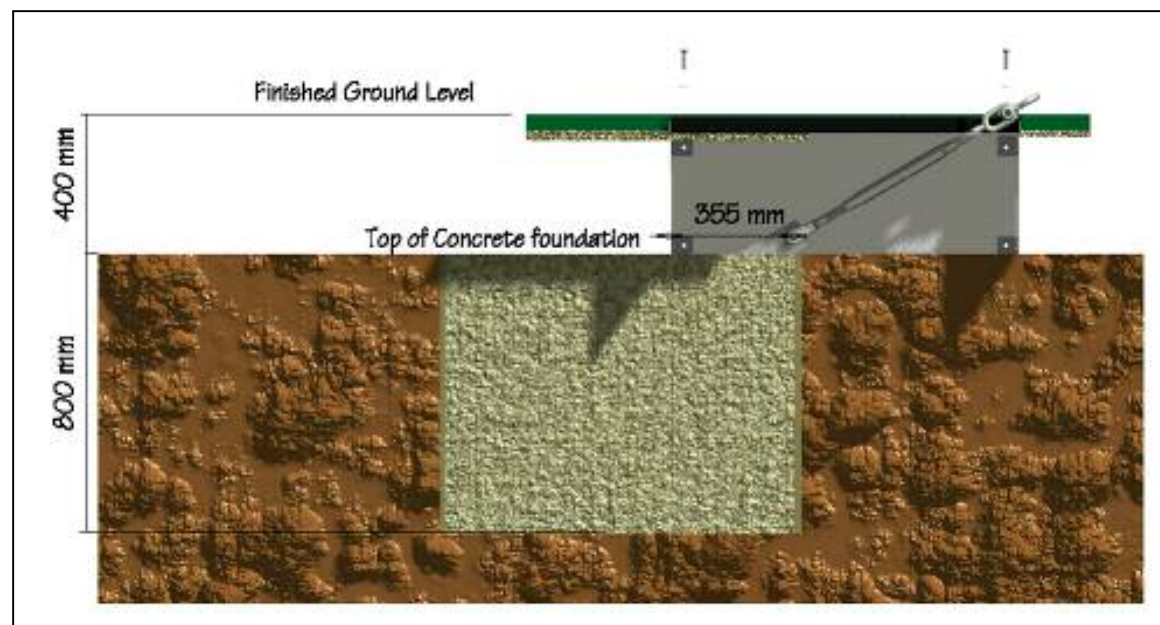 Finished Ground Level
400 mm
355 mm
Top of Concrete foundation
800 mm